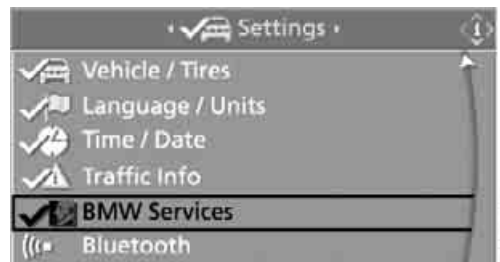 Settings
Vehicle / Tires
Language / Units
Time / Date
Traffic Info
BMW Services
Bluetooth